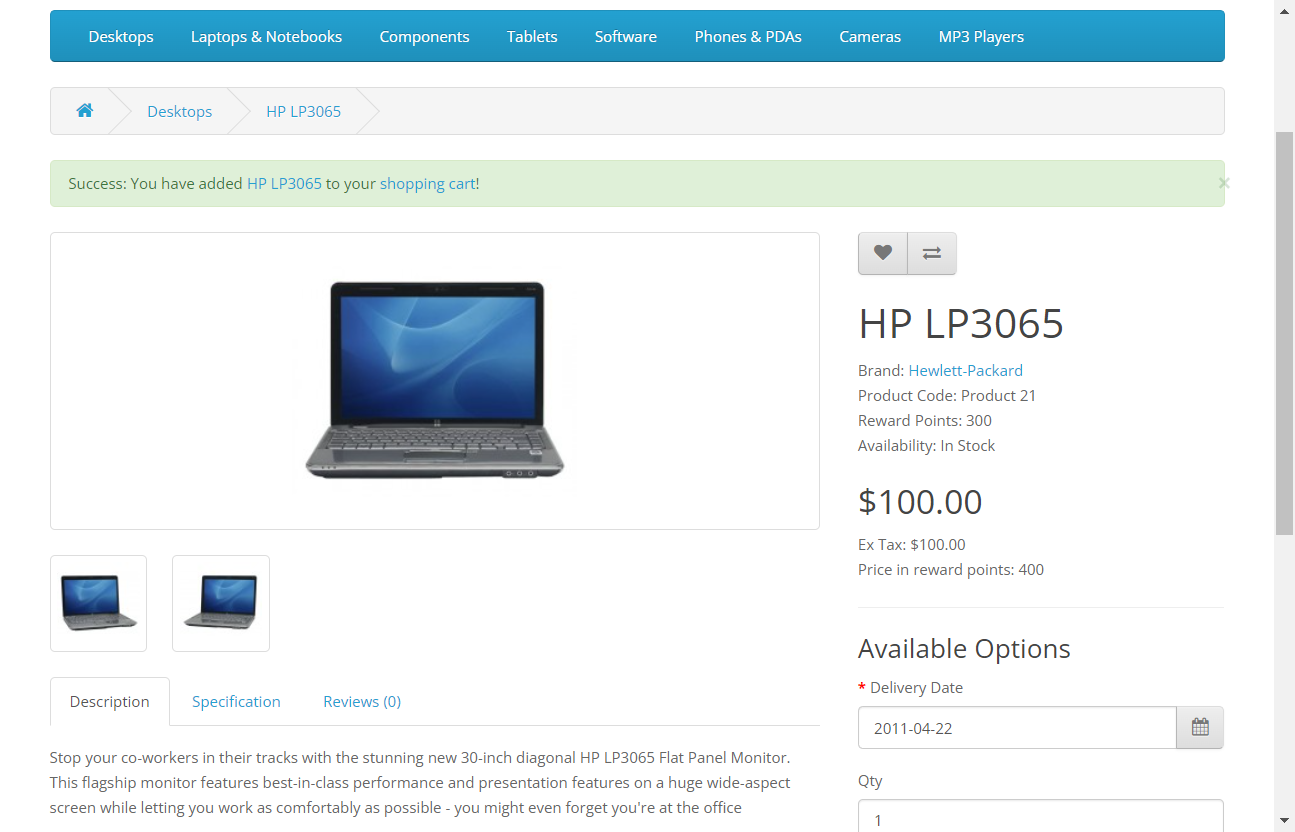 Desktops Laptops & Notebooks Components Tablets Software Phones & PDAs Cameras MP3 Players
Desktops HP LP3065
Success: You have added HP LP3065 to your shopping cart!
×
HP LP3065
Brand: Hewlett-Packard
Product Code: Product 21
Reward Points: 300
Availability: In Stock
$100.00
Ex Tax: $100.00
Price in reward points: 400
Available Options
* Delivery Date
2011-04-22
Qty
1
Description Specification Reviews (0)
Stop your co-workers in their tracks with the stunning new 30-inch diagonal HP LP3065 Flat Panel Monitor.
This flagship monitor features best-in-class performance and presentation features on a huge wide-aspect
screen while letting you work as comfortably as possible - you might even forget you're at the office